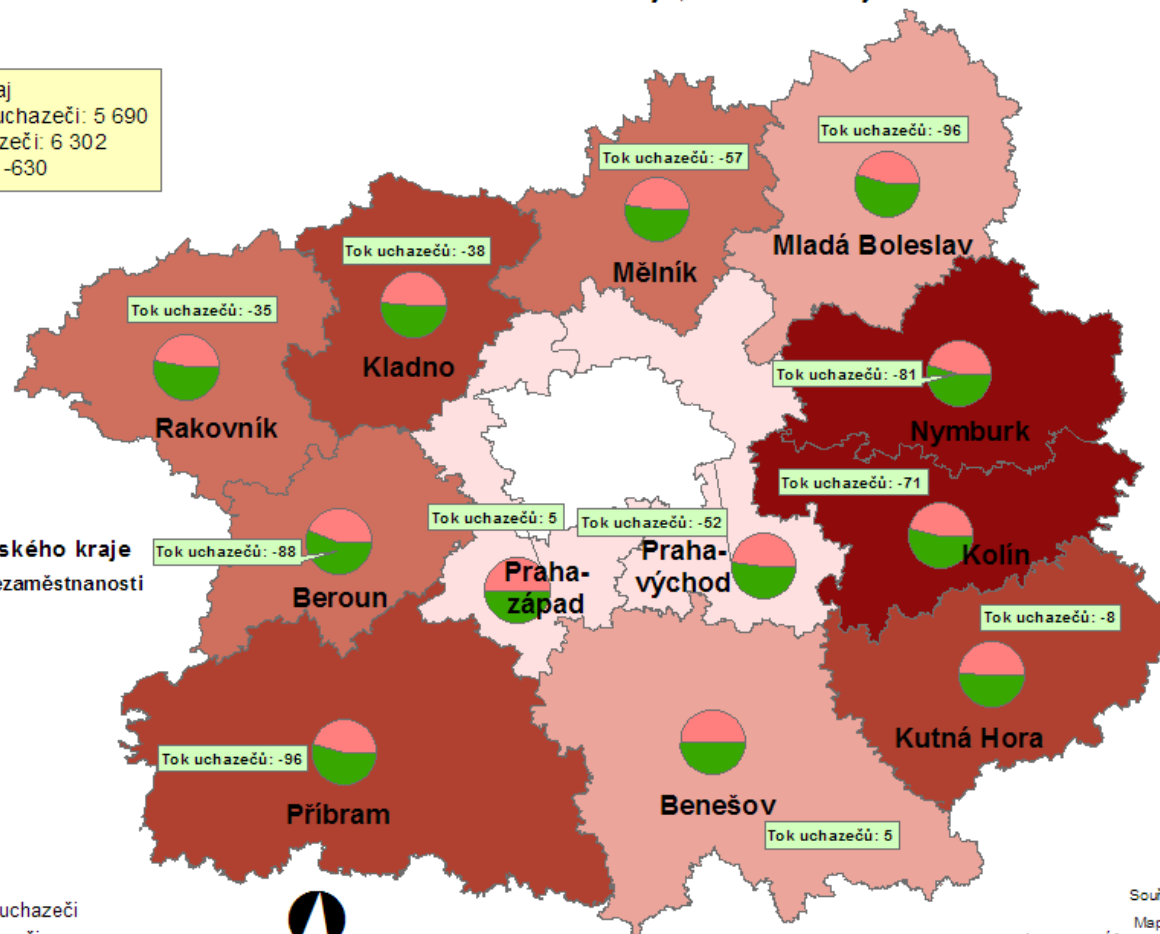 aj
uchazeči: 5 690
zeči: 6 302
-630
Tok uchazečů: -96
Mladá Boleslav
Tok uchazečů: -57
Mělník
Tok uchazečů: -38
Kladno
Tok uchazečů: -35
Rakovník
Tok uchazečů: -81
Nymburk
Tok uchazečů: -71
Kolín
Tok uchazečů: 5
Praha-
západ
Tok uchazečů: -52
Praha-
východ
ského kraje
ezaměstnanosti
Tok uchazečů: -88
Beroun
Tok uchazečů: -8
Kutná Hora
Tok uchazečů: -96
Příbram
Benešov
Tok uchazečů: 5
uchazeči
Souř
Map